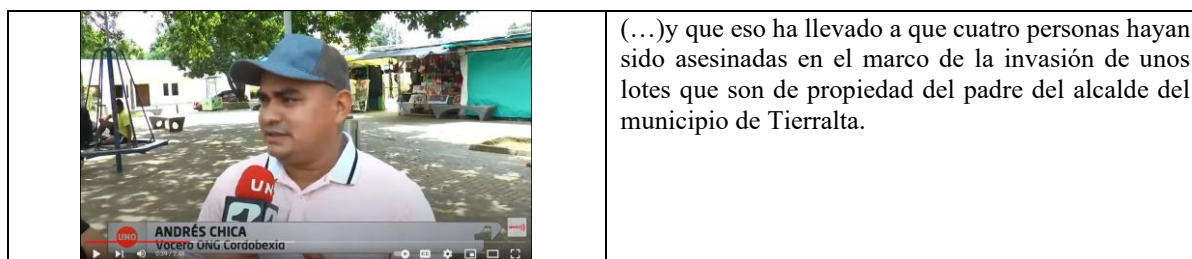 (…)y que eso ha llevado a que cuatro personas hayan
sido asesinadas en el marco de la invasión de unos
lotes que son de propiedad del padre del alcalde del
municipio de Tierralta.
UN
UNO
ANDRÉS CHICA
Vocero ONG Cordobexia